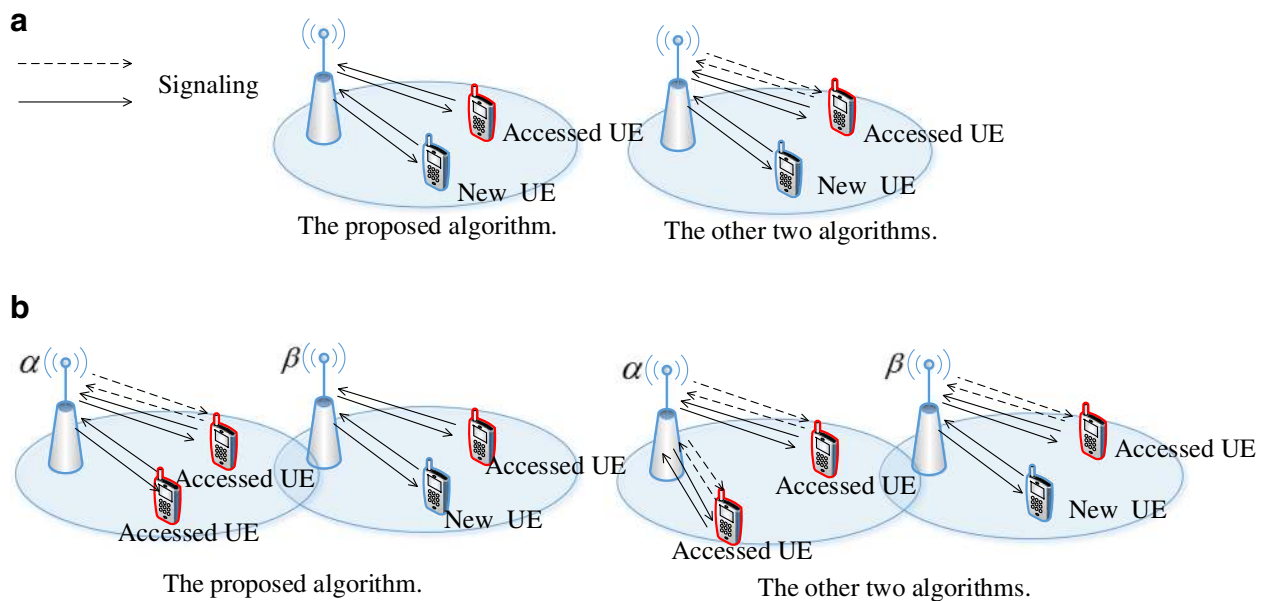 a
Signaling
Accessed UE
New UE
The proposed algorithm.
Accessed UE
New UE
The other two algorithms.
b
α
β
Accessed UE
Accessed UE
Accessed UE
New UE
The proposed algorithm.
α
β
Accessed UE
Accessed UE
Accessed UE
New UE
The other two algorithms.